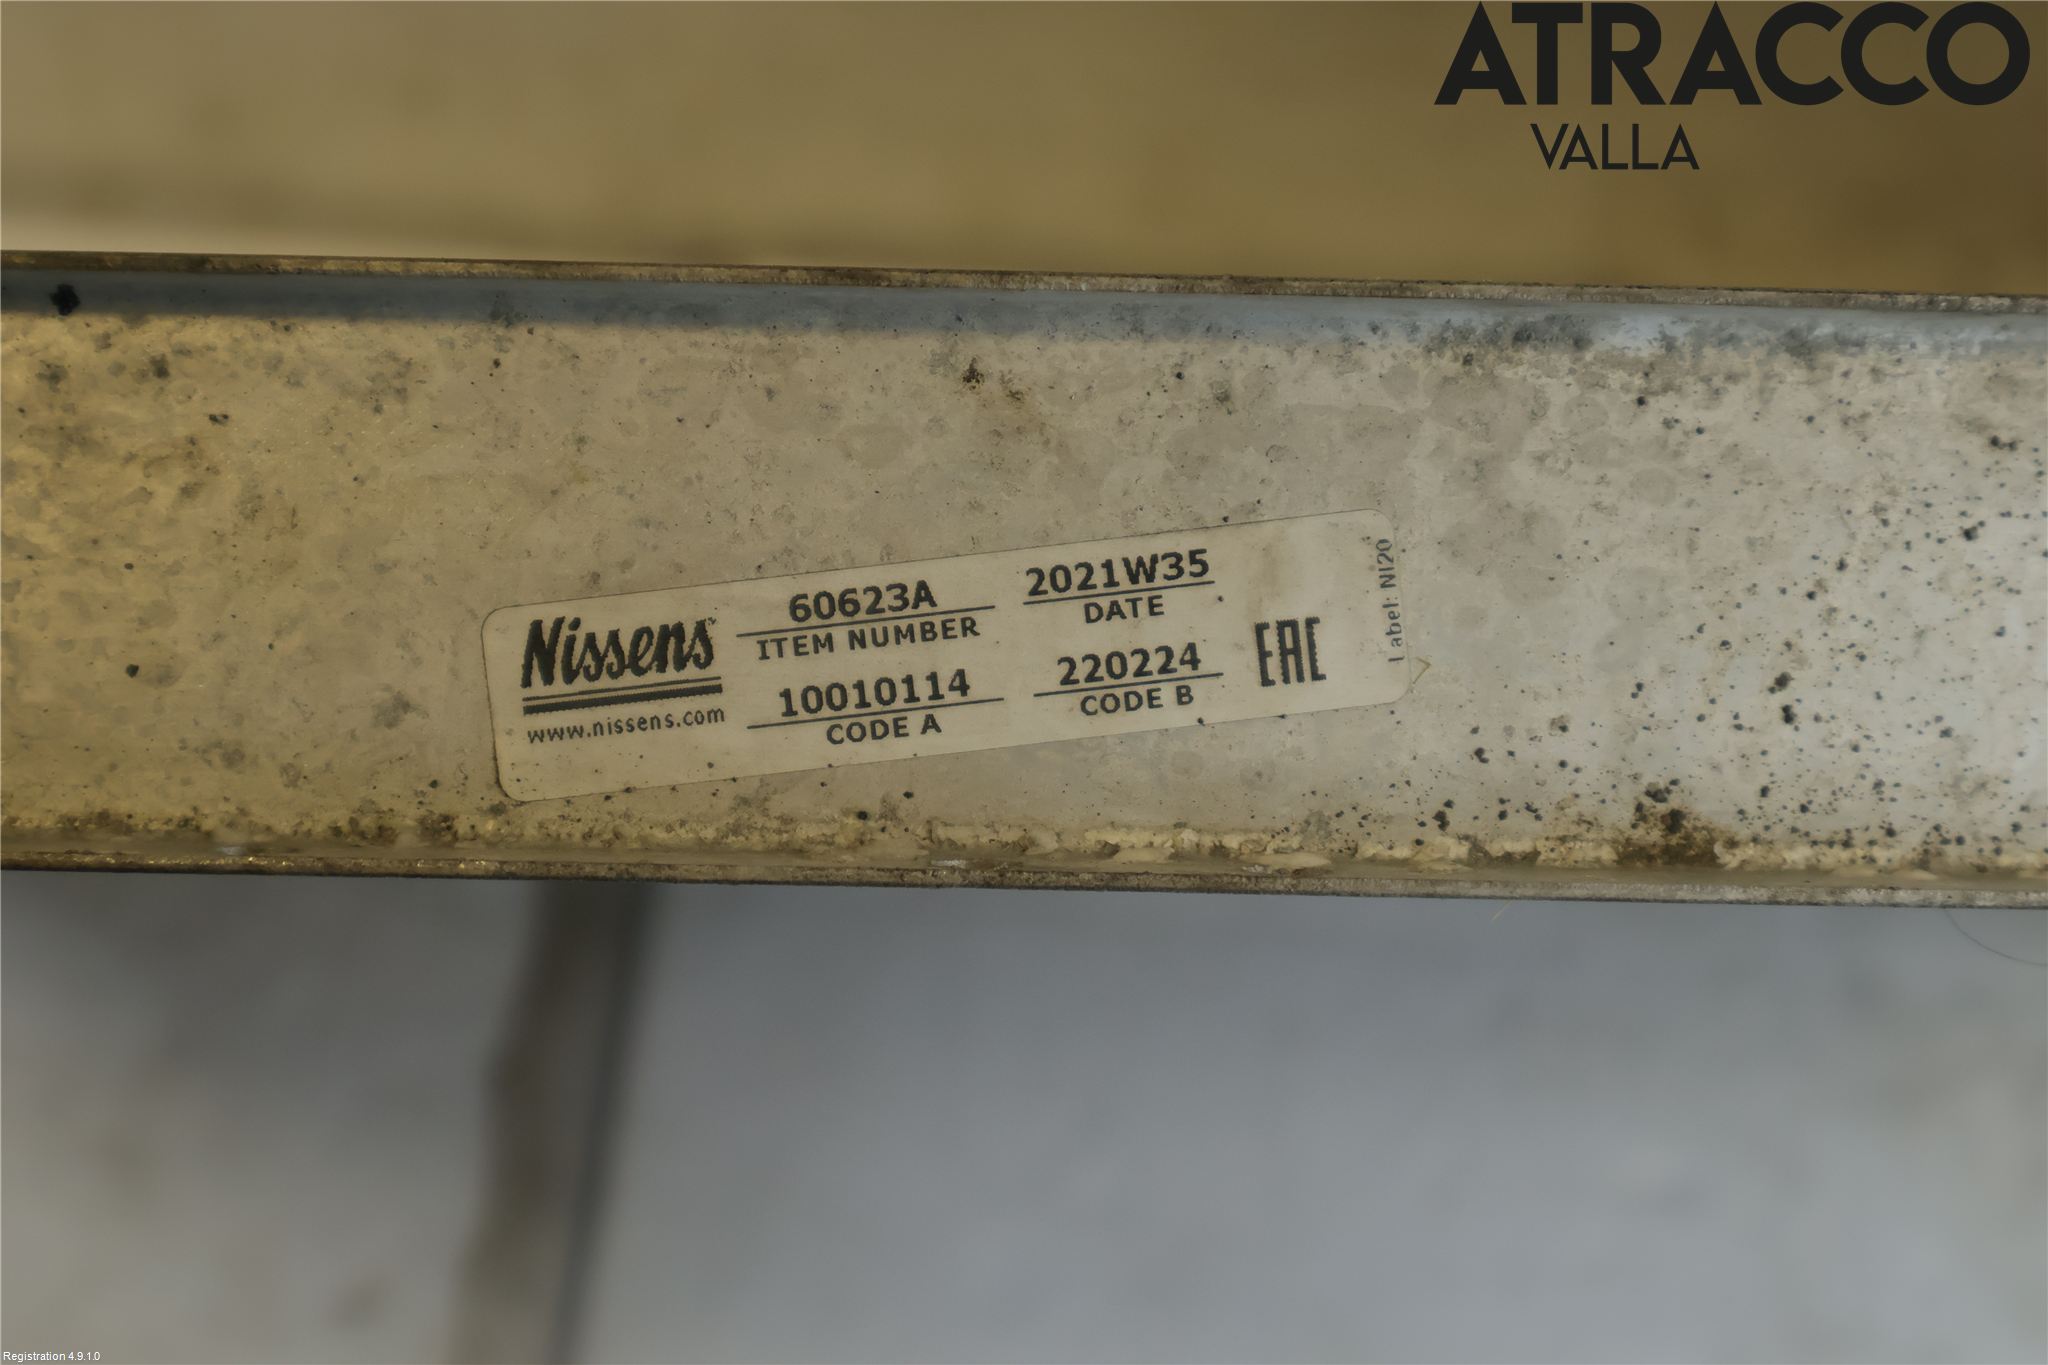 ATRACCO
VALLA
Nissens
www.nissens.com
60623A
ITEM NUMBER
2021W35
DATE
10010114
CODE A
220224
CODE B
EAC
Label: NI20
Registration 4.9.1.0